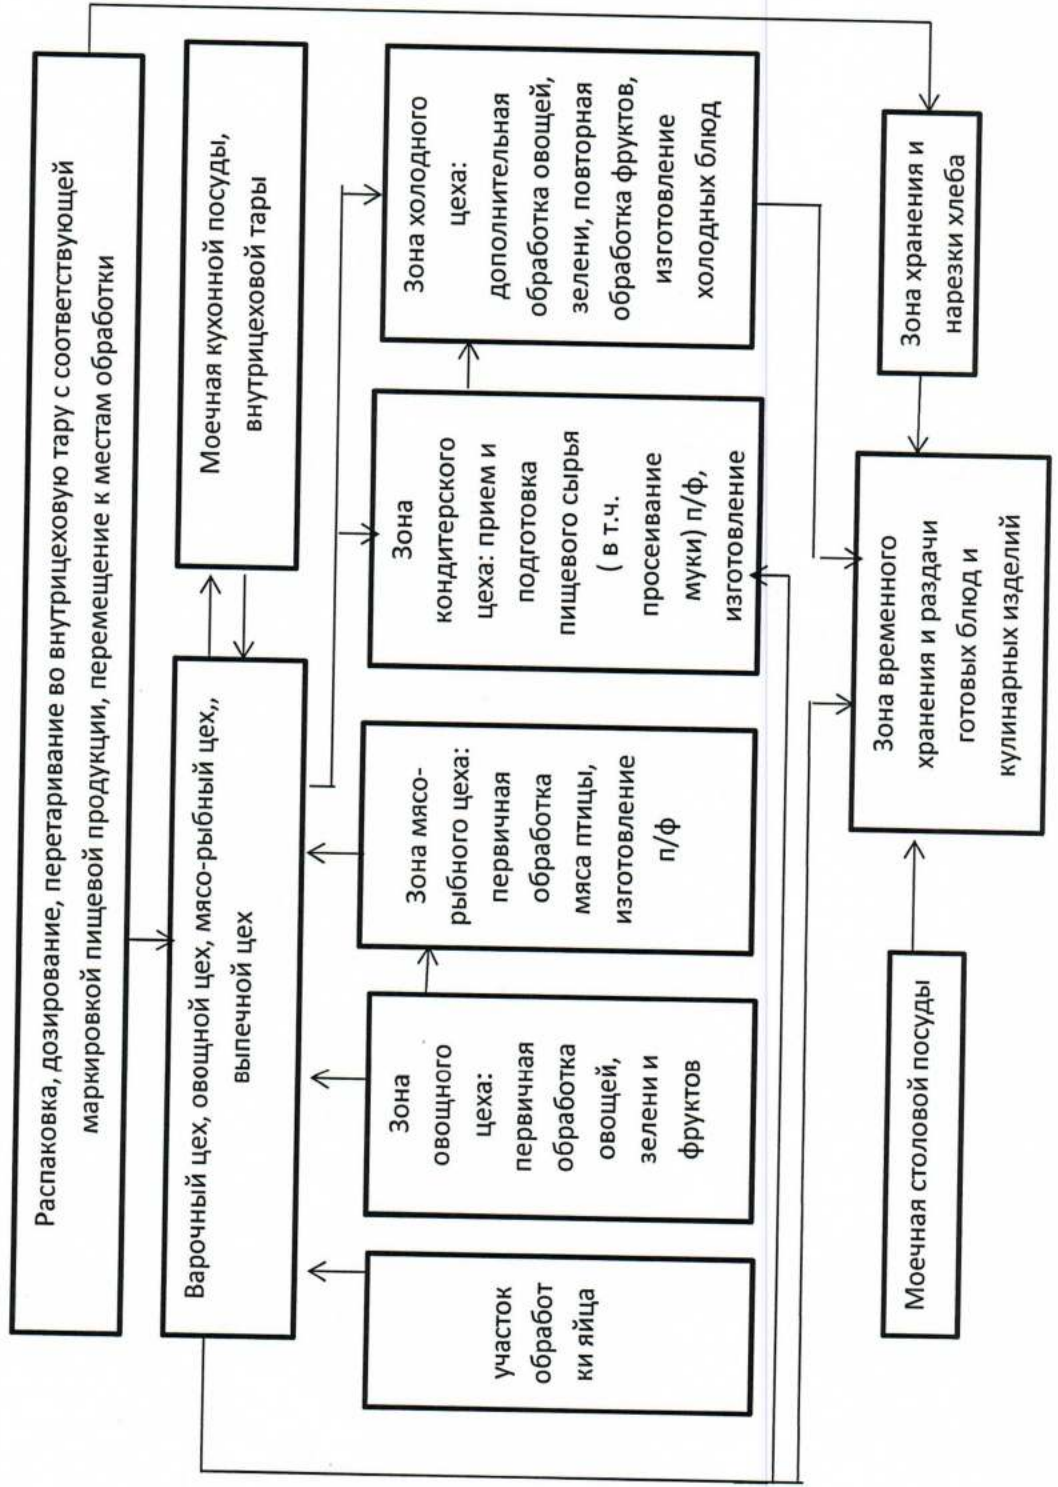 Распаковка, дозирование, перетаривание во внутрицеховую тару с соответствующей
маркировкой пищевой продукции, перемещение к местам обработки
Варочный цех, овощной цех, мясо-рыбный цех,,
выпечной цех
Моечная кухонной посуды,
внутрицеховой тары
участок
обработ
ки яйца
Зона
овощного
цеха:
первичная
обработка
овощей,
зелени и
фруктов
Зона мясо-
рыбного цеха:
первичная
обработка
мяса птицы,
изготовление
п/ф
Зона
кондитерского
цеха: прием и
подготовка
пищевого сырья
( в т.ч.
просеивание
муки) п/ф,
изготовление
Зона холодного
цеха:
дополнительная
обработка овощей,
зелени, повторная
обработка фруктов,
изготовление
холодных блюд
Моечная столовой посуды
Зона временного
хранения и раздачи
готовых блюд и
кулинарных изделий
Зона хранения и
нарезки хлеба